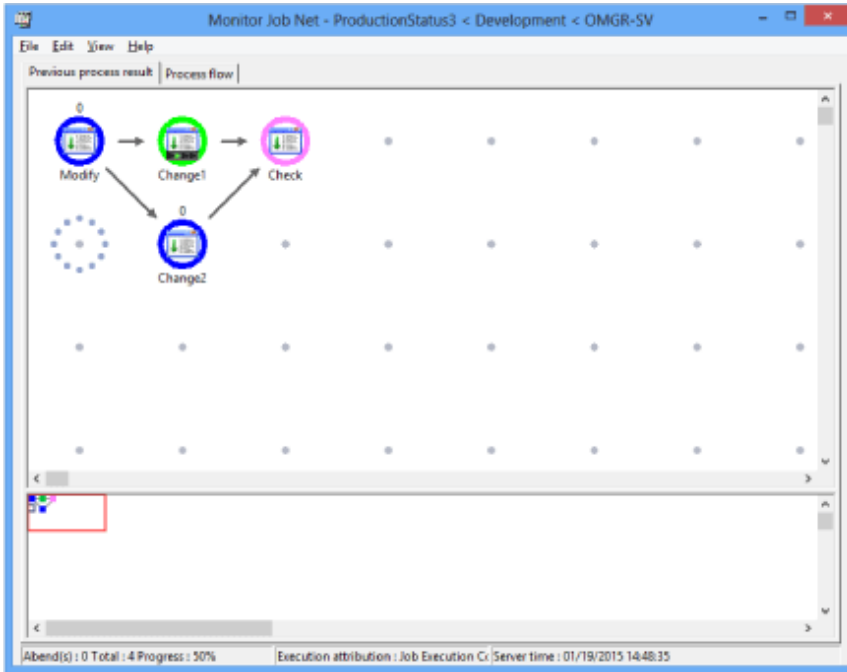 Monitor Job Net - ProductionStatus3 < Development < OMGR-SV
File Edit View Help
Previous process result Process flow
0
Modify Change1 Check
0
Change2
Abend(s) : 0 Total : 4 Progress : 50% Execution attribution : Job Execution Cc Server time : 01/19/2015 14:48:35